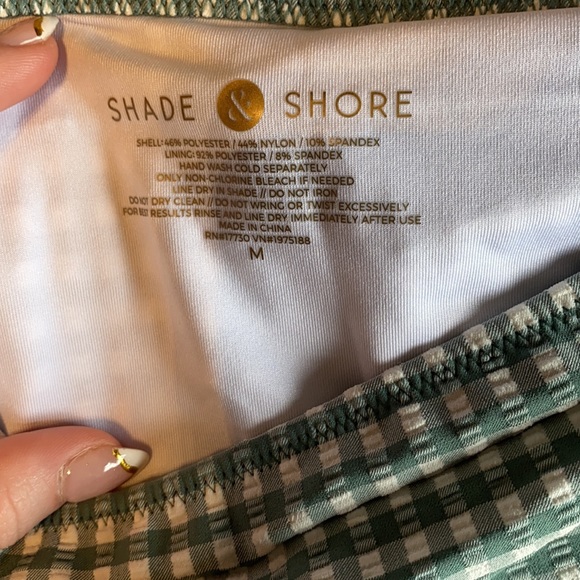 SHADE & SHORE
SHELL: 46% POLYESTER / 44% NYLON / 10% SPANDEX
LINING: 92% POLYESTER / 8% SPANDEX
HAND WASH COLD SEPARATELY
ONLY NON-CHLORINE BLEACH IF NEEDED
LINE DRY IN SHADE // DO NOT IRON
DO NOT DRY CLEAN // DO NOT WRING OR TWIST EXCESSIVELY
FOR BEST RESULTS RINSE AND LINE DRY IMMEDIATELY AFTER USE
MADE IN CHINA
RN#17730 VN#1975188
M